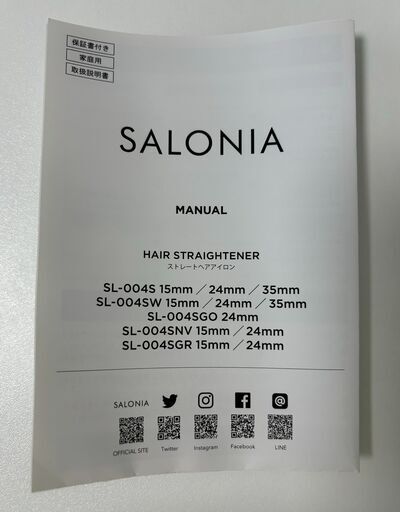 保証書付き
家庭用
取扱説明書
SALONIA
MANUAL
HAIR STRAIGHTENER
ストレートヘアアイロン
SL-004S 15mm／24mm／35mm
SL-004SW 15mm／24mm／35mm
SL-004SGO 24mm
SL-004SNV 15mm／24mm
SL-004SGR 15mm／24mm
SALONIA
OFFICIAL SITE Twitter Instagram Facebook LINE